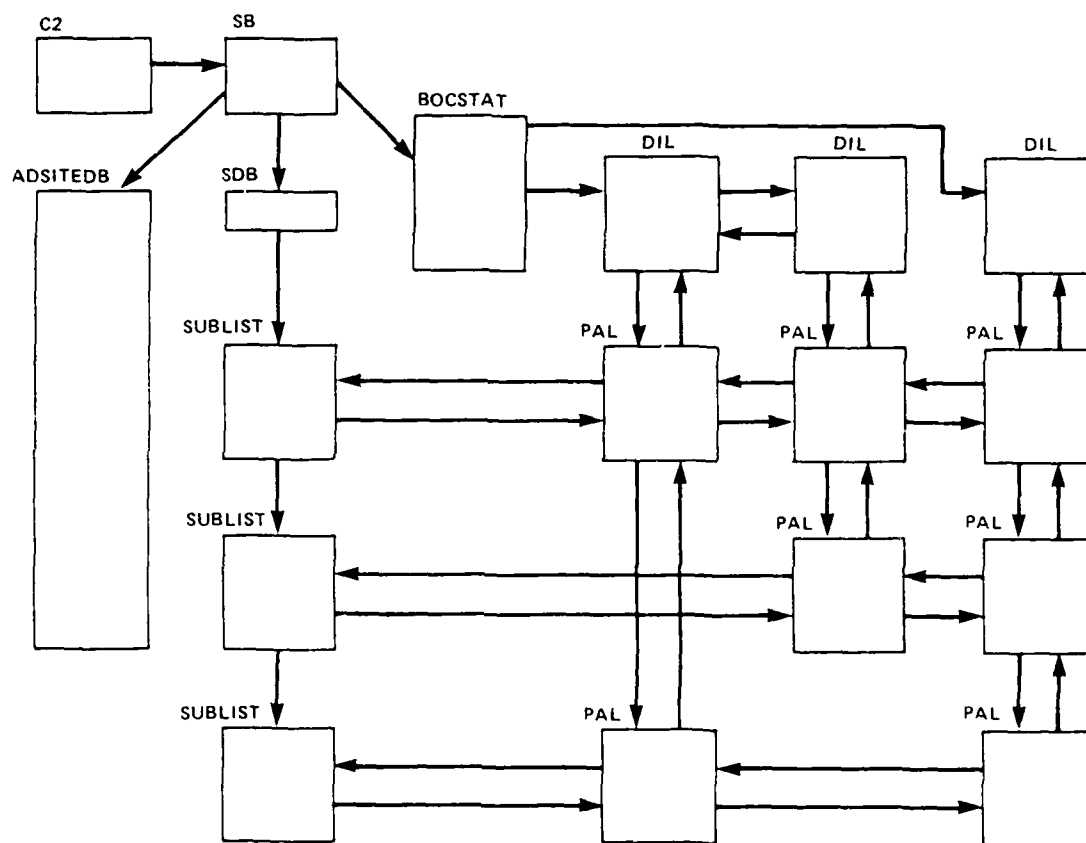 C2
SB
BOCSTAT
DIL
DIL
DIL
ADSITEDB
SDB
SUBLIST
PAL
PAL
PAL
SUBLIST
PAL
PAL
SUBLIST
PAL
PAL